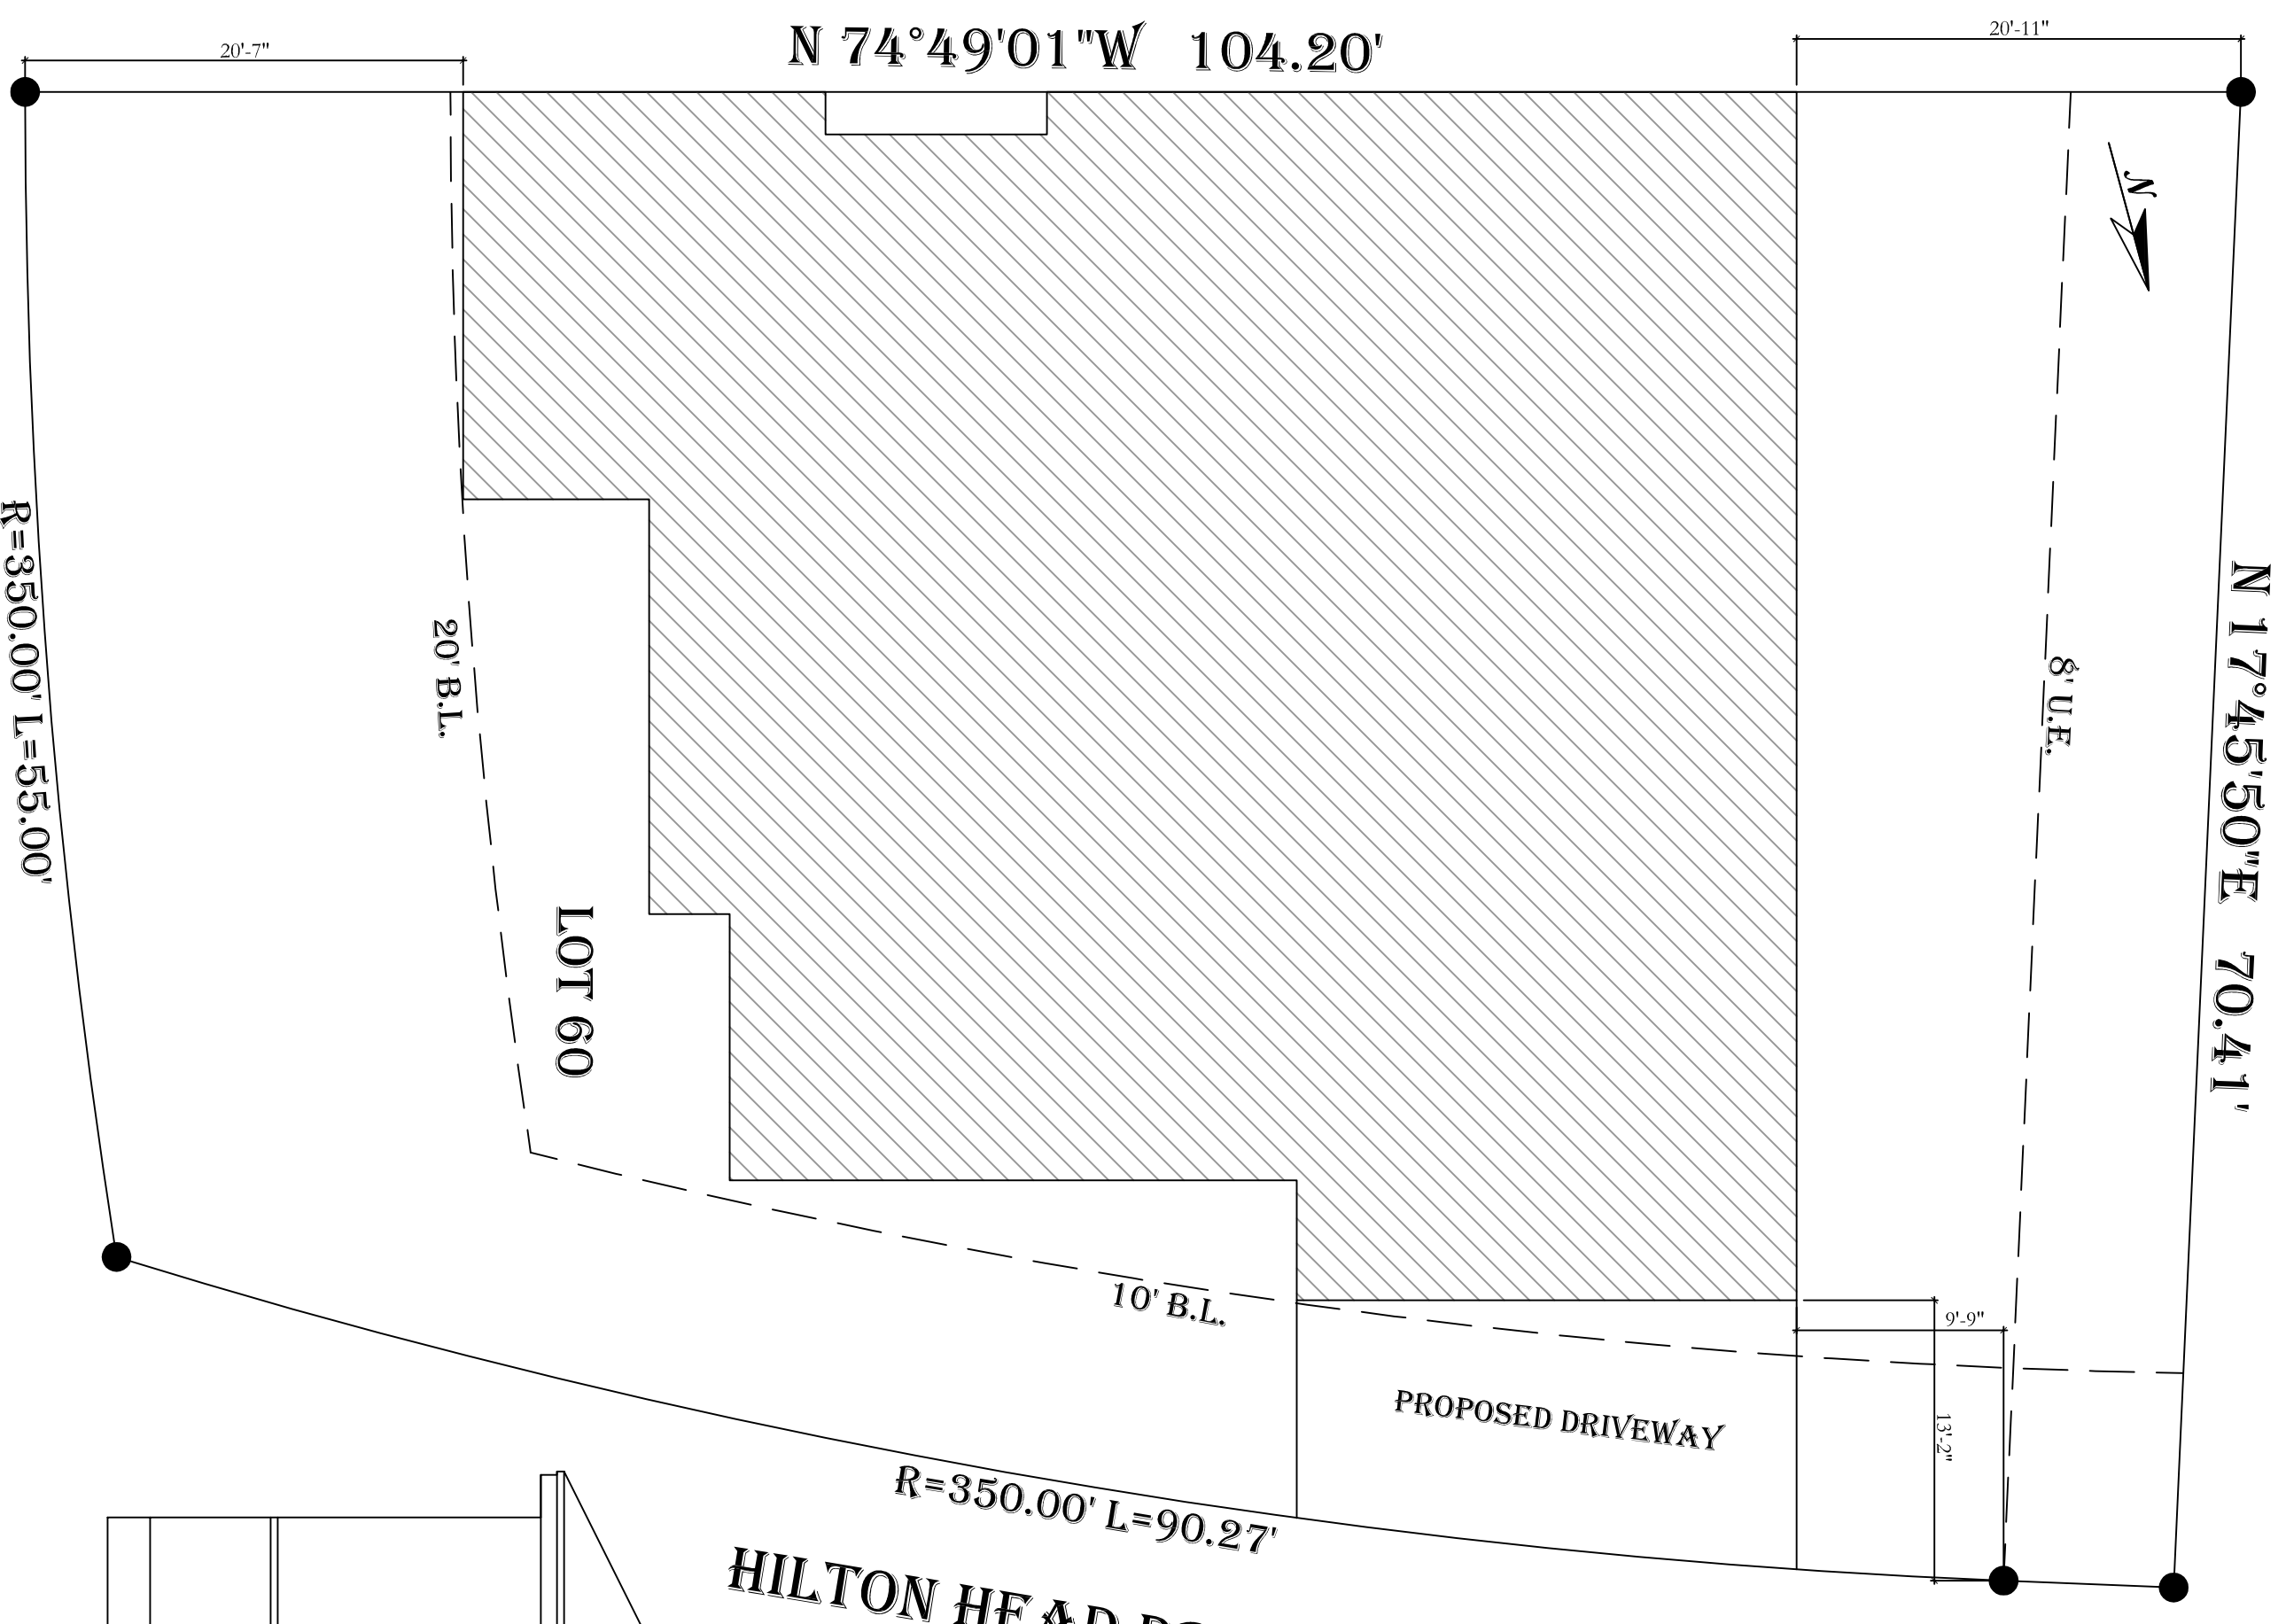 20'-7"
N 74°49'01"W 104.20'
20'-11"
N
R=350.00' L=55.00'
20' B.L.
LOT 60
8' U.E.
N 17°45'50"E 70.41'
10' B.L.
9'-9"
13'-2"
PROPOSED DRIVEWAY
R=350.00' L=90.27'
HILTON HEAD